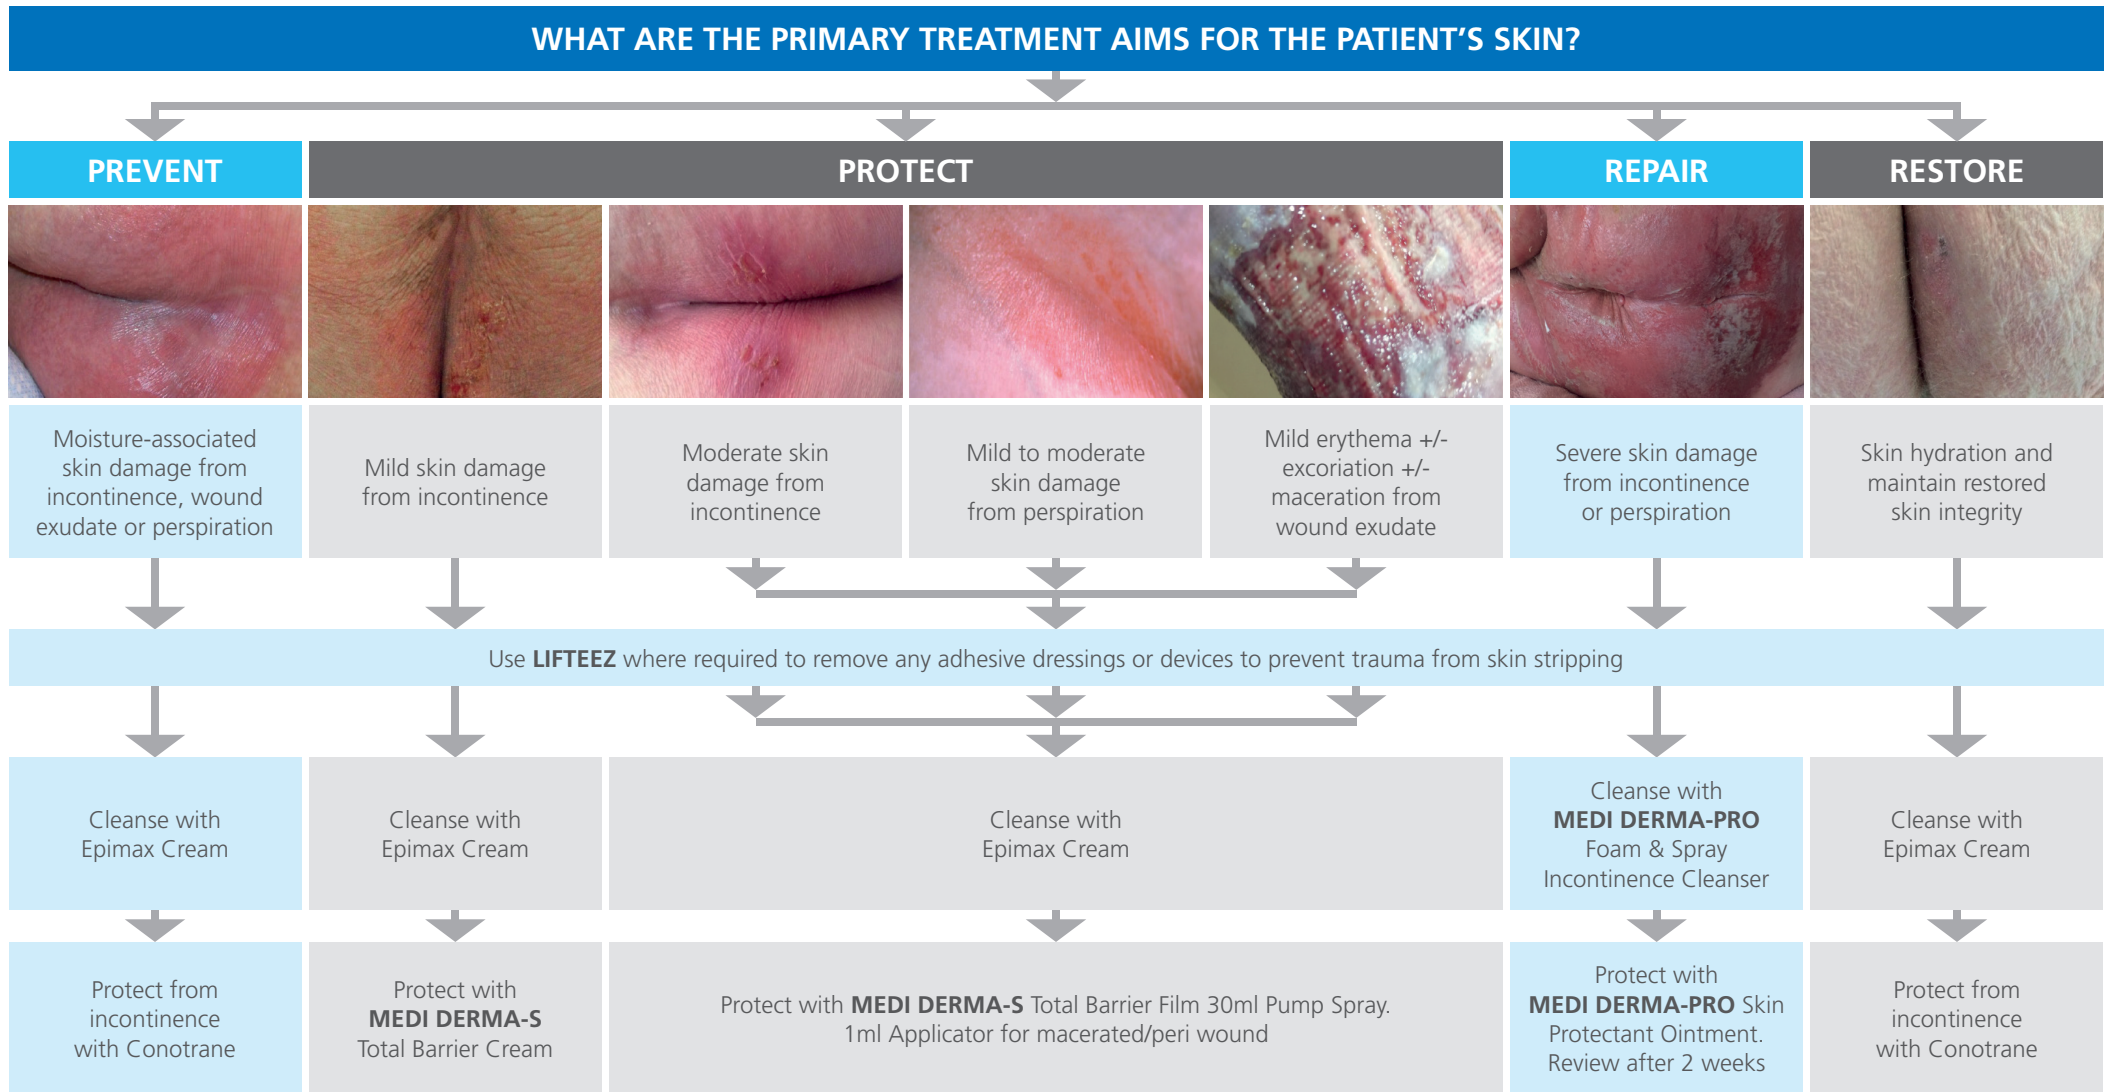 WHAT ARE THE PRIMARY TREATMENT AIMS FOR THE PATIENT’S SKIN?
PREVENT
PROTECT
REPAIR
RESTORE
Moisture-associated
skin damage from
incontinence, wound
exudate or perspiration
Mild skin damage
from incontinence
Moderate skin
damage from
incontinence
Mild to moderate
skin damage
from perspiration
Mild erythema +/-
excoriation +/-
maceration from
wound exudate
Severe skin damage
from incontinence
or perspiration
Skin hydration and
maintain restored
skin integrity
Use LIFTEEZ where required to remove any adhesive dressings or devices to prevent trauma from skin stripping
Cleanse with
Epimax Cream
Cleanse with
Epimax Cream
Cleanse with
Epimax Cream
Cleanse with
MEDI DERMA-PRO
Foam & Spray
Incontinence Cleanser
Cleanse with
Epimax Cream
Protect from
incontinence
with Conotrane
Protect with
MEDI DERMA-S
Total Barrier Cream
Protect with MEDI DERMA-S Total Barrier Film 30ml Pump Spray.
1ml Applicator for macerated/peri wound
Protect with
MEDI DERMA-PRO Skin
Protectant Ointment.
Review after 2 weeks
Protect from
incontinence
with Conotrane